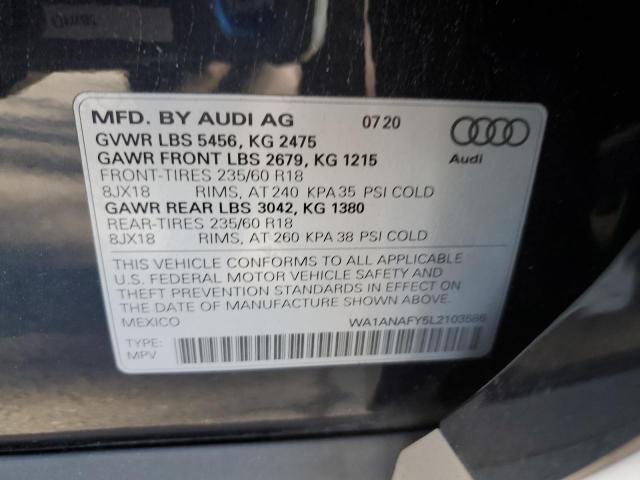 MFD. BY AUDI AG 07 20
GVWR LBS 5456, KG 2475
GAWR FRONT LBS 2679, KG 1215
FRONT-TIRES 235/60 R18
8JX18 RIMS, AT 240 KPA 35 PSI COLD
GAWR REAR LBS 3042, KG 1380
REAR-TIRES 235/60 R18
8JX18 RIMS, AT 260 KPA 38 PSI COLD
Audi
THIS VEHICLE CONFORMS TO ALL APPLICABLE
U.S. FEDERAL MOTOR VEHICLE SAFETY AND
THEFT PREVENTION STANDARDS IN EFFECT ON
THE DATE OF MANUFACTURE SHOWN ABOVE.
MEXICO WA1ANAFY5L2103586
TYPE:
MPV